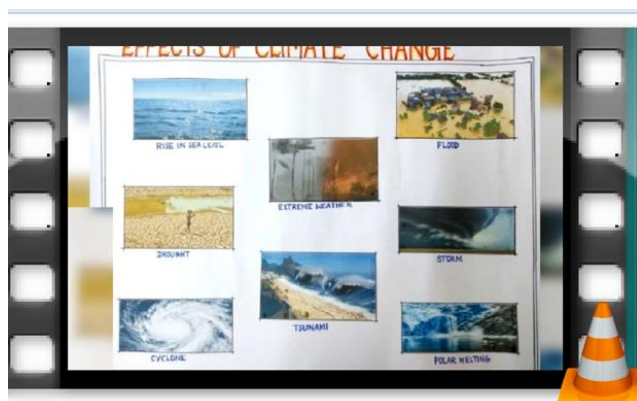 EFFECTS OF CLIMATE CHANGE
RISE IN SEA LEVEL
FLOOD
EXTREME WEATHER
DROUGHT
STORM
TSUNAMI
CYCLONE
POLAR MELTING